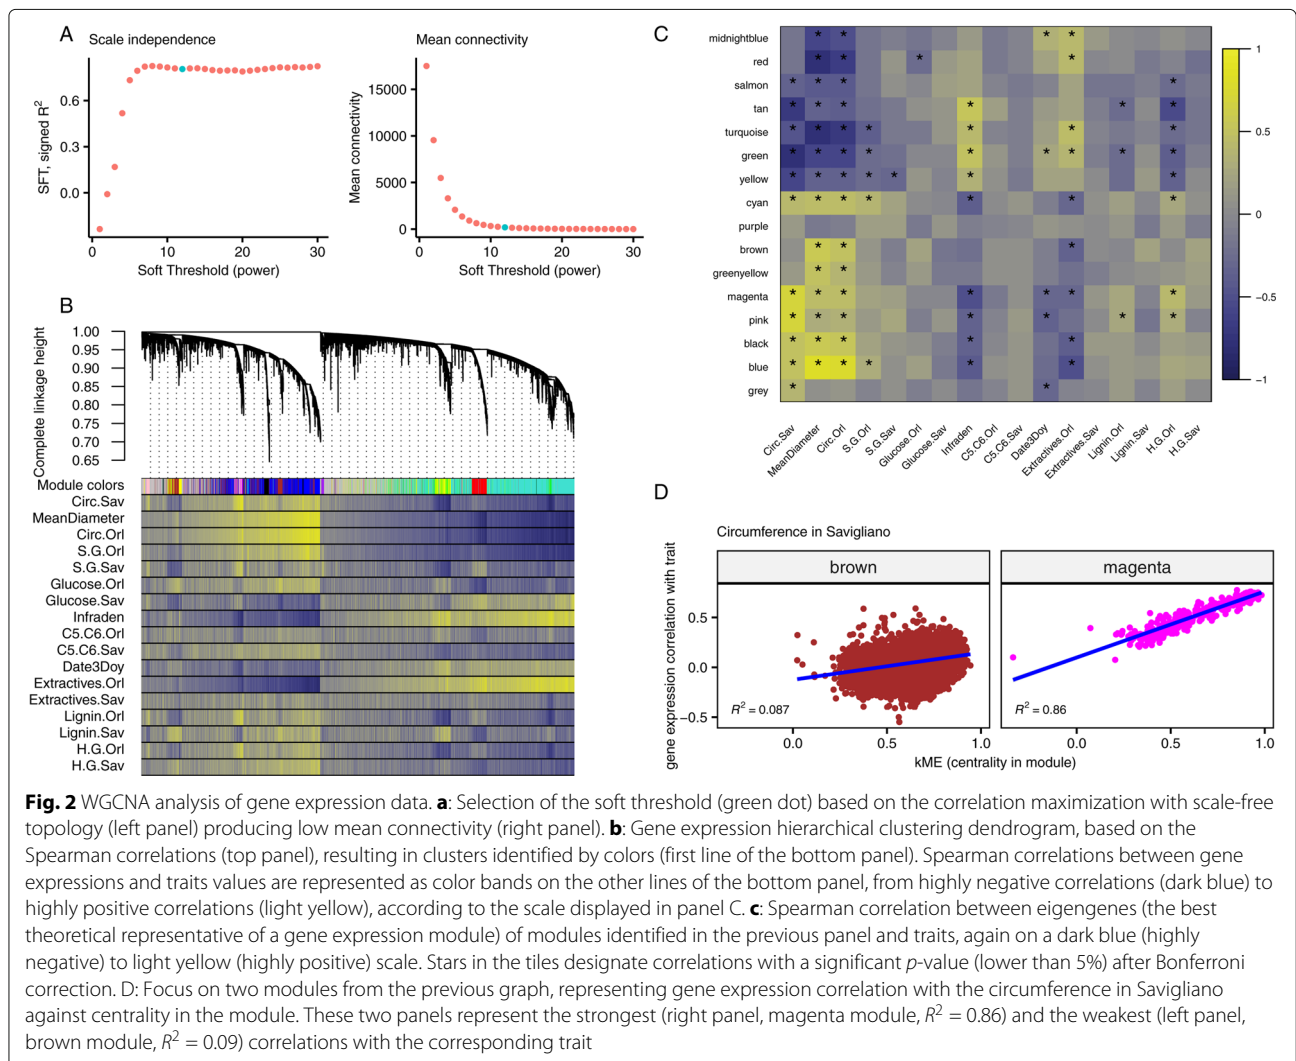 A
Scale independence
SFT, signed R2
0.6
0.3
0.0
0
10
20
30
Soft Threshold (power)
Mean connectivity
Mean connectivity
15000
10000
5000
0
0
10
20
30
Soft Threshold (power)
B
Complete linkage height
1.00
0.95
0.90
0.85
0.80
0.75
0.70
0.65
Module colors
Circ.Sav
MeanDiameter
Circ.Orl
S.G.Orl
S.G.Sav
Glucose.Orl
Glucose.Sav
Infraden
C5.C6.Orl
C5.C6.Sav
Date3Doy
Extractives.Orl
Extractives.Sav
Lignin.Orl
Lignin.Sav
H.G.Orl
H.G.Sav
C
midnightblue
red
salmon
tan
turquoise
green
yellow
cyan
purple
brown
greenyellow
magenta
pink
black
blue
grey
Circ.Sav
MeanDiameter
Circ.Orl
S.G.Orl
S.G.Sav
Glucose.Orl
Glucose.Sav
Infraden
C5.C6.Orl
C5.C6.Sav
Date3Doy
Extractives.Orl
Extractives.Sav
Lignin.Orl
Lignin.Sav
H.G.Orl
H.G.Sav
1
0.5
0
−0.5
−1
D
Circumference in Savigliano
gene expression correlation with trait
brown
magenta
0.5
0.0
−0.5
R2 = 0.087
R2 = 0.86
0.0
0.5
1.0
0.0
0.5
1.0
kME (centrality in module)
Fig. 2 WGCNA analysis of gene expression data. a: Selection of the soft threshold (green dot) based on the correlation maximization with scale-free
topology (left panel) producing low mean connectivity (right panel). b: Gene expression hierarchical clustering dendrogram, based on the
Spearman correlations (top panel), resulting in clusters identified by colors (first line of the bottom panel). Spearman correlations between gene
expressions and traits values are represented as color bands on the other lines of the bottom panel, from highly negative correlations (dark blue) to
highly positive correlations (light yellow), according to the scale displayed in panel C. c: Spearman correlation between eigengenes (the best
theoretical representative of a gene expression module) of modules identified in the previous panel and traits, again on a dark blue (highly
negative) to light yellow (highly positive) scale. Stars in the tiles designate correlations with a significant p-value (lower than 5%) after Bonferroni
correction. D: Focus on two modules from the previous graph, representing gene expression correlation with the circumference in Savigliano
against centrality in the module. These two panels represent the strongest (right panel, magenta module, R2 = 0.86) and the weakest (left panel,
brown module, R2 = 0.09) correlations with the corresponding trait